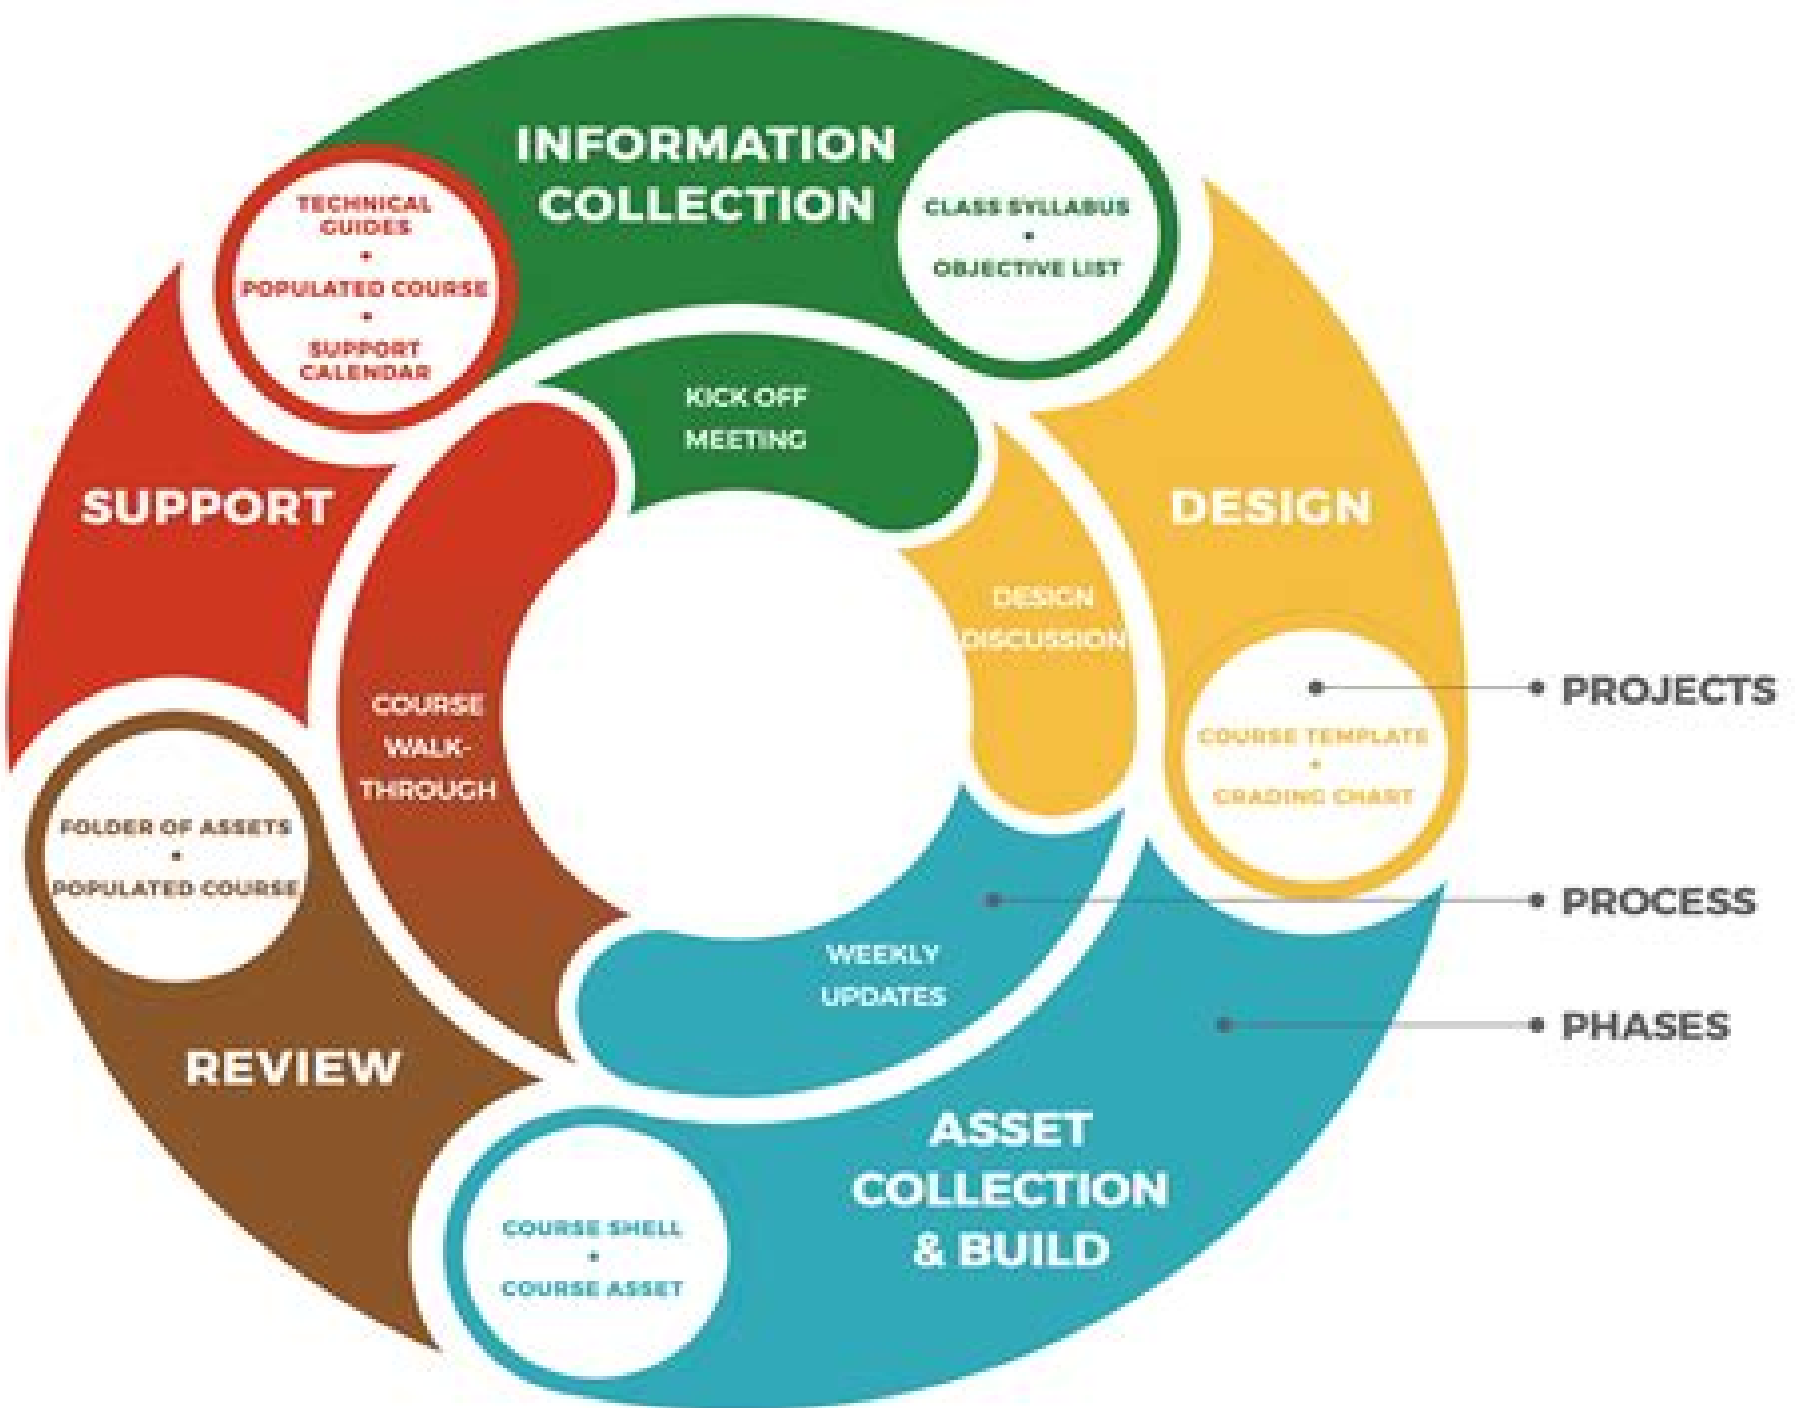 INFORMATION
COLLECTION
CLASS SYLLABUS
•
OBJECTIVE LIST
TECHNICAL
GUIDES
•
POPULATED COURSE
•
SUPPORT
CALENDAR
KICK OFF
MEETING
SUPPORT
DESIGN
DESIGN
DISCUSSION
PROJECTS
COURSE TEMPLATE
•
GRADING CHART
COURSE
WALK-
THROUGH
FOLDER OF ASSETS
•
POPULATED COURSE
PROCESS
WEEKLY
UPDATES
PHASES
REVIEW
ASSET
COLLECTION
& BUILD
COURSE SHELL
•
COURSE ASSET